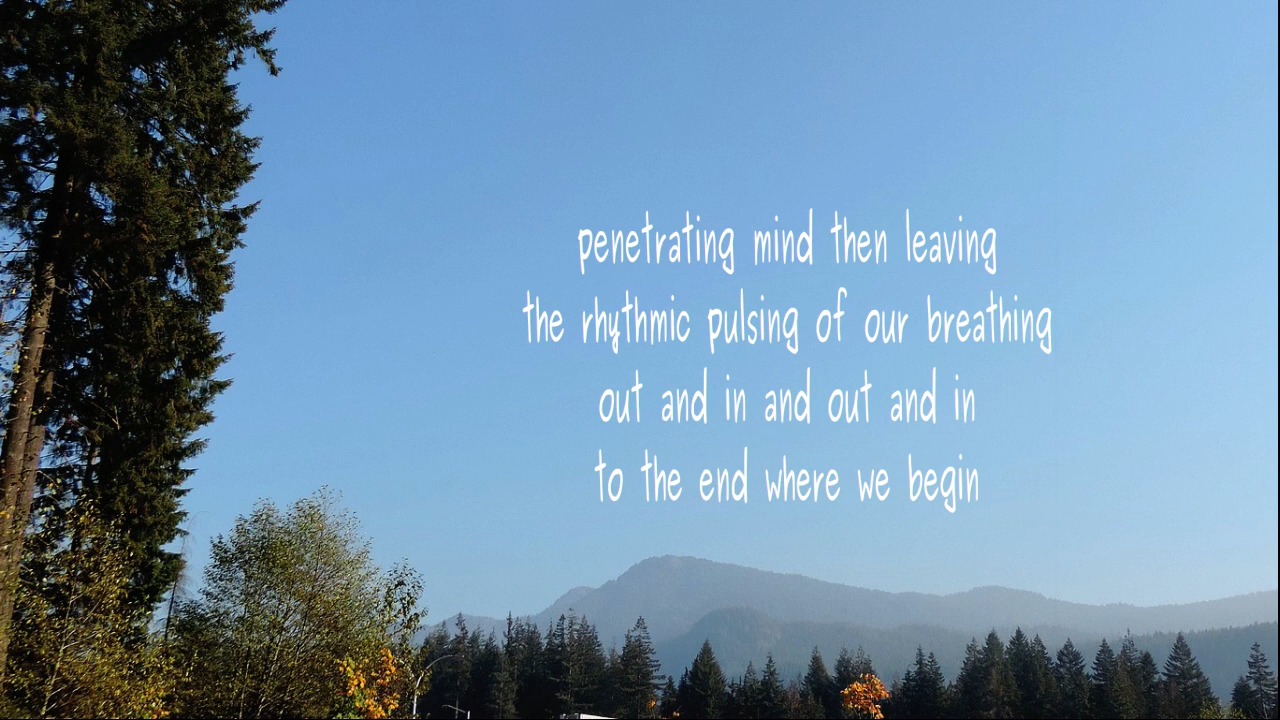 penetrating mind then leaving
the rhythmic pulsing of our breathing
out and in and out and in
to the end where we begin